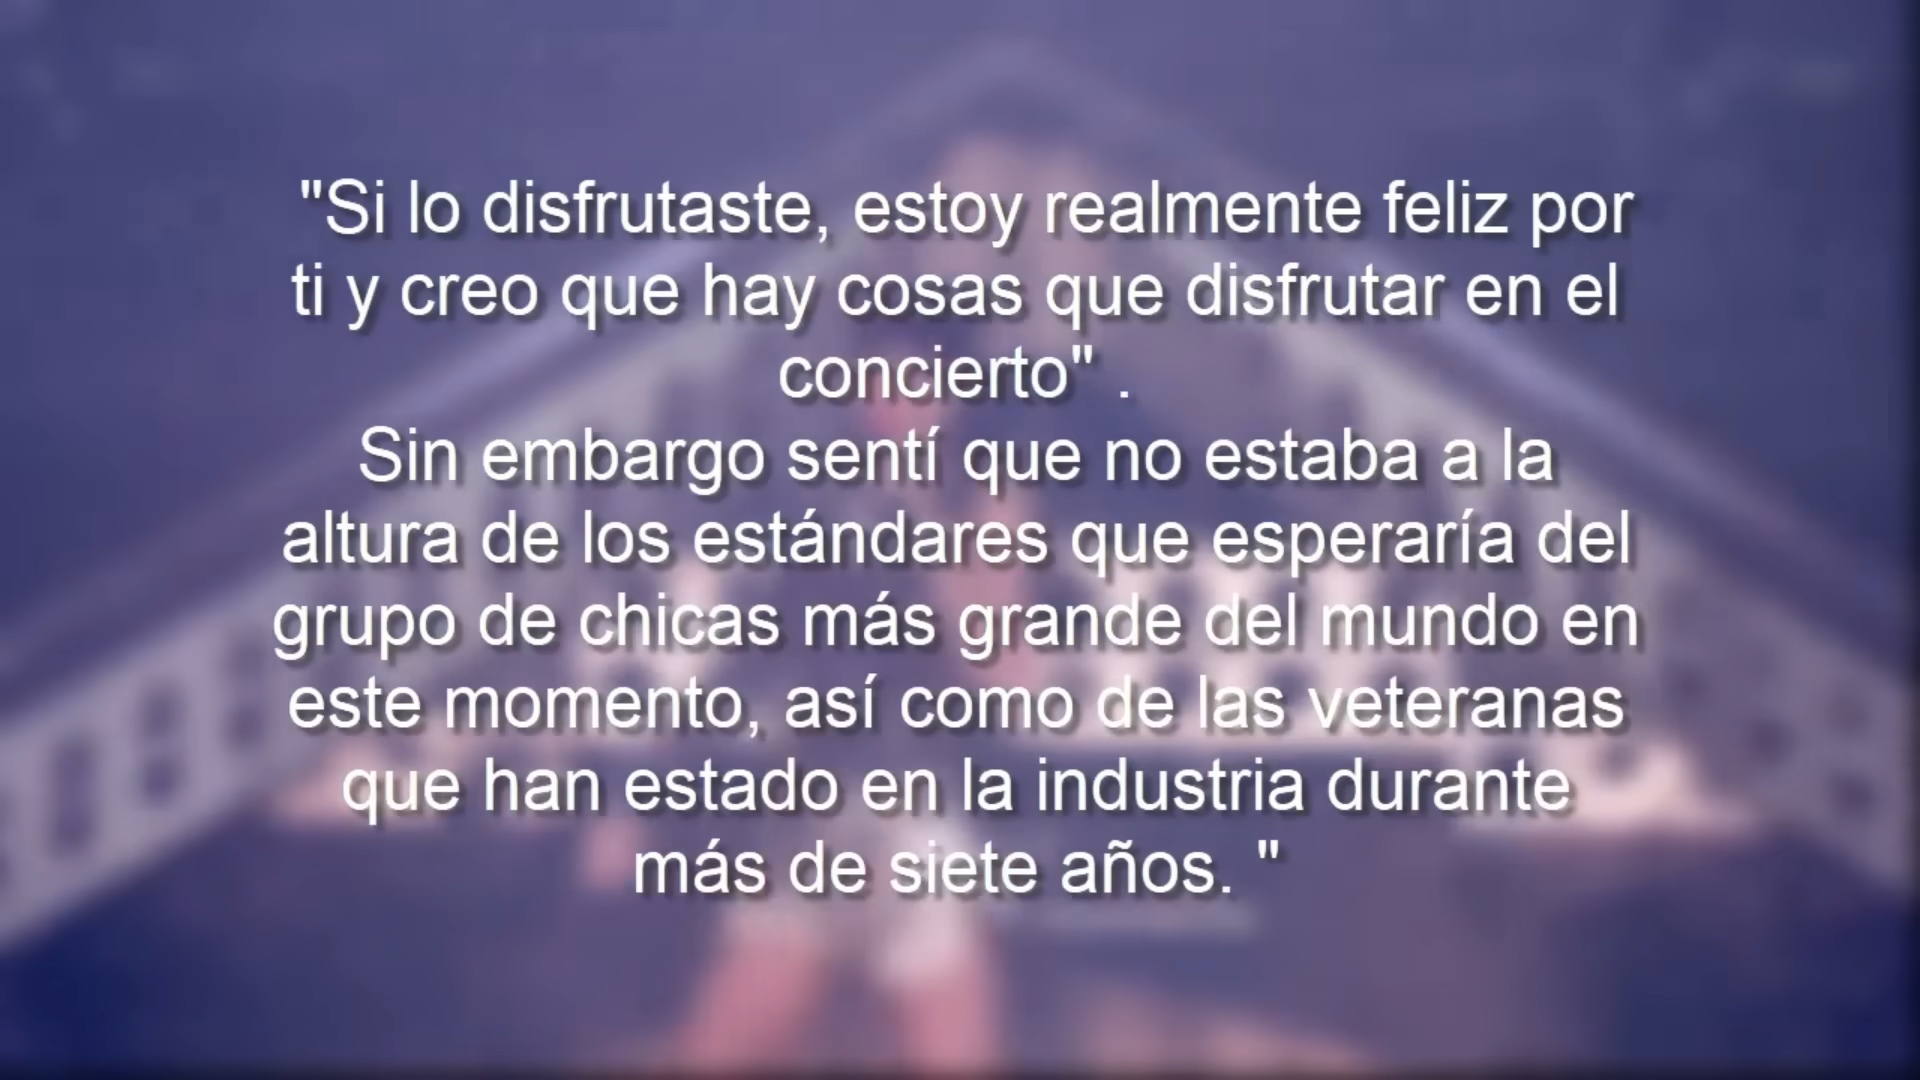 "Si lo disfrutaste, estoy realmente feliz por
ti y creo que hay cosas que disfrutar en el
concierto" .
Sin embargo sentí que no estaba a la
altura de los estándares que esperaría del
grupo de chicas más grande del mundo en
este momento, así como de las veteranas
que han estado en la industria durante
más de siete años. "